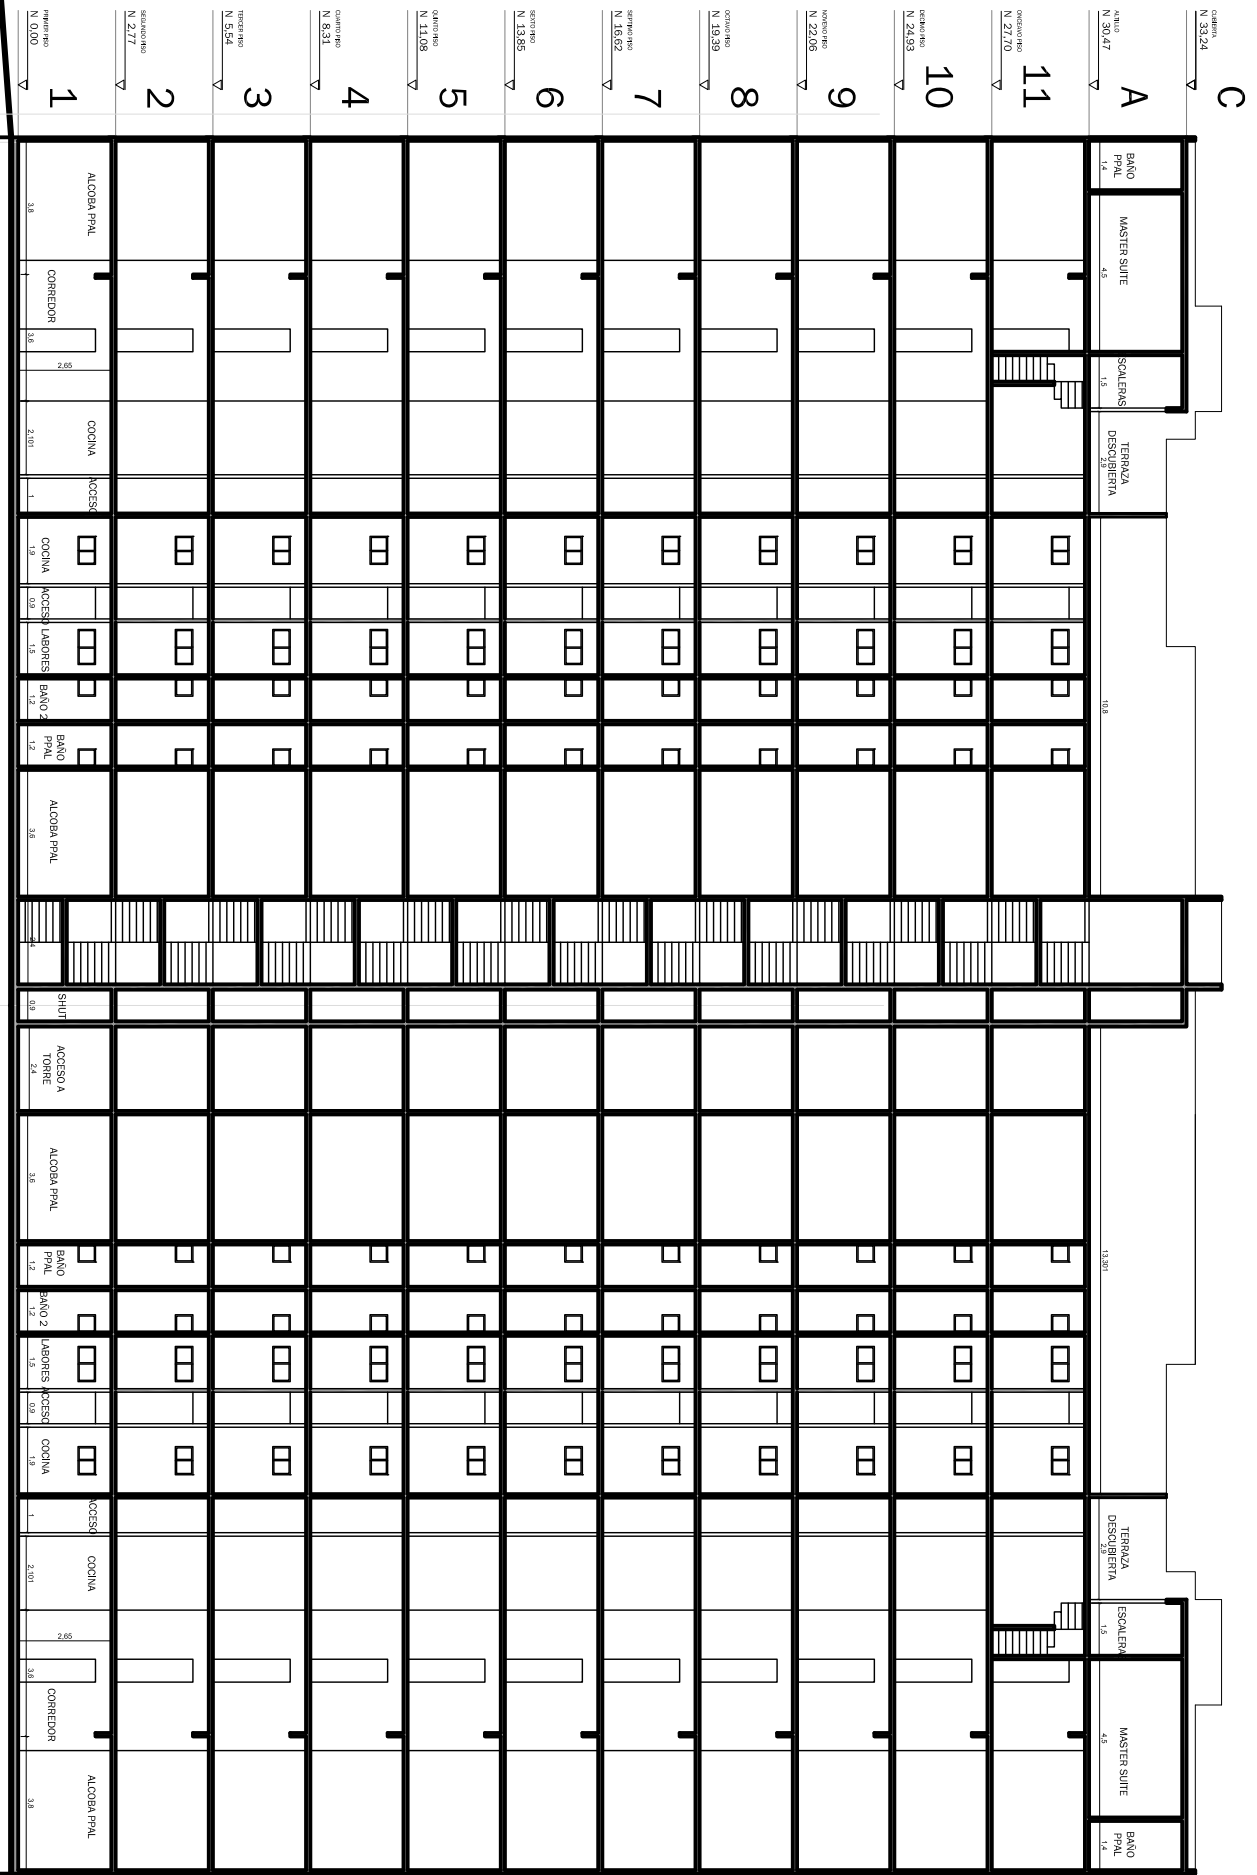 CUBIERTA
N 33,24
C
ALTILLO
N 30,47
A
BAÑO
PPAL
1,4
MASTER SUITE
4,5
SCALERAS
1,5
TERRAZA
DESCUBIERTA
2,9
10,8
13,301
TERRAZA
DESCUBIERTA
2,9
ESCALERA
1,5
MASTER SUITE
4,5
BAÑO
PPAL
1,4
ONCEAVO PISO
N 27,70
11
DECIMO PISO
N 24,93
10
NOVENO PISO
N 22,06
9
OCTAVO PISO
N 19,39
8
SEPTIMO PISO
N 16,62
7
SEXTO PISO
N 13,85
6
QUINTO PISO
N 11,08
5
CUARTO PISO
N 8,31
4
TERCER PISO
N 5,54
3
SEGUNDO PISO
N 2,77
2
PRIMER PISO
N 0,00
1
ALCOBA PPAL
3,8
CORREDOR
3,6
2,65
COCINA
2,101
ACCESO
1
COCINA
1,9
ACCESO
0,9
LABORES
1,5
BAÑO 2
1,2
BAÑO
PPAL
1,2
ALCOBA PPAL
3,6
2,4
SHUT
0,9
ACCESO A
TORRE
2,4
ALCOBA PPAL
3,6
BAÑO
PPAL
1,2
BAÑO 2
1,2
LABORES
1,5
ACCESO
0,9
COCINA
1,9
ACCESO
1
COCINA
2,101
2,65
3,6
CORREDOR
ALCOBA PPAL
3,8